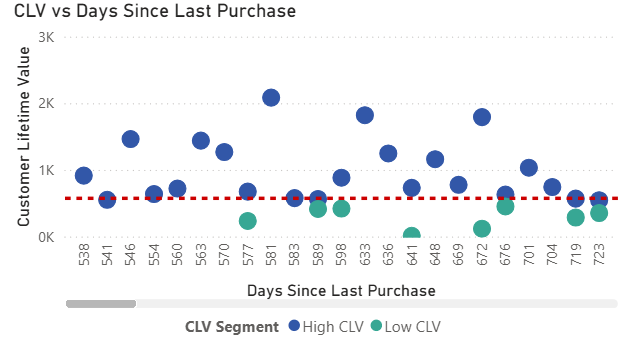 CLV vs Days Since Last Purchase
Customer Lifetime Value
3K
2K
1K
0K
538 541 546 554 560 563 570 577 581 583 589 598 633 636 641 648 669 672 676 701 704 719 723
Days Since Last Purchase
CLV Segment High CLV Low CLV